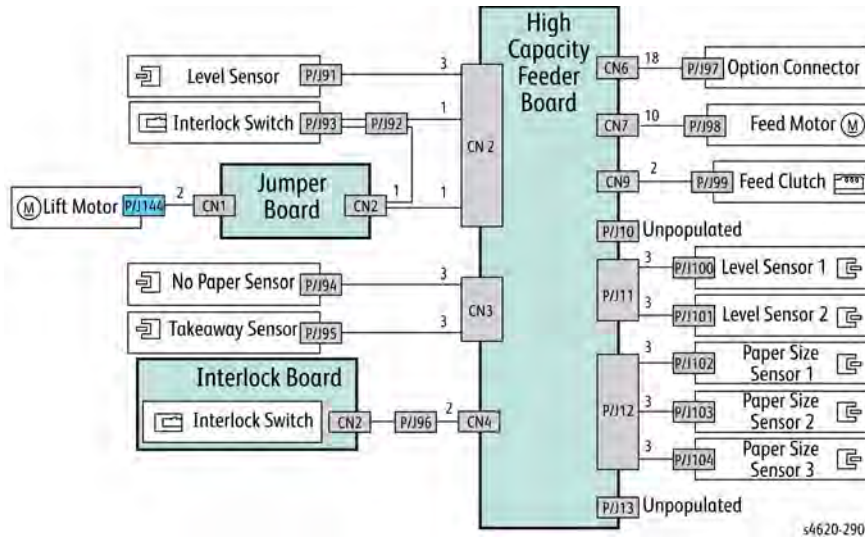 High
Capacity
Feeder
Board
Level Sensor P/J91 3
Interlock Switch P/J93 P/J92 1
CN 2
Jumper
Board
Lift Motor P/J144 2 CN1 CN2 1 1
M
No Paper Sensor P/J94 3
CN3
Takeaway Sensor P/J95 3
Interlock Board
Interlock Switch CN2 P/J96 2 CN4
CN6 18 P/J97 Option Connector
CN7 10 P/J98 Feed Motor M
CN9 2 P/J99 Feed Clutch
P/J10 Unpopulated
3 P/J100 Level Sensor 1
P/J11
3 P/J101 Level Sensor 2
3 P/J102 Paper Size
Sensor 1
P/J12 3 P/J103 Paper Size
Sensor 2
3 P/J104 Paper Size
Sensor 3
P/J13 Unpopulated
s4620-290